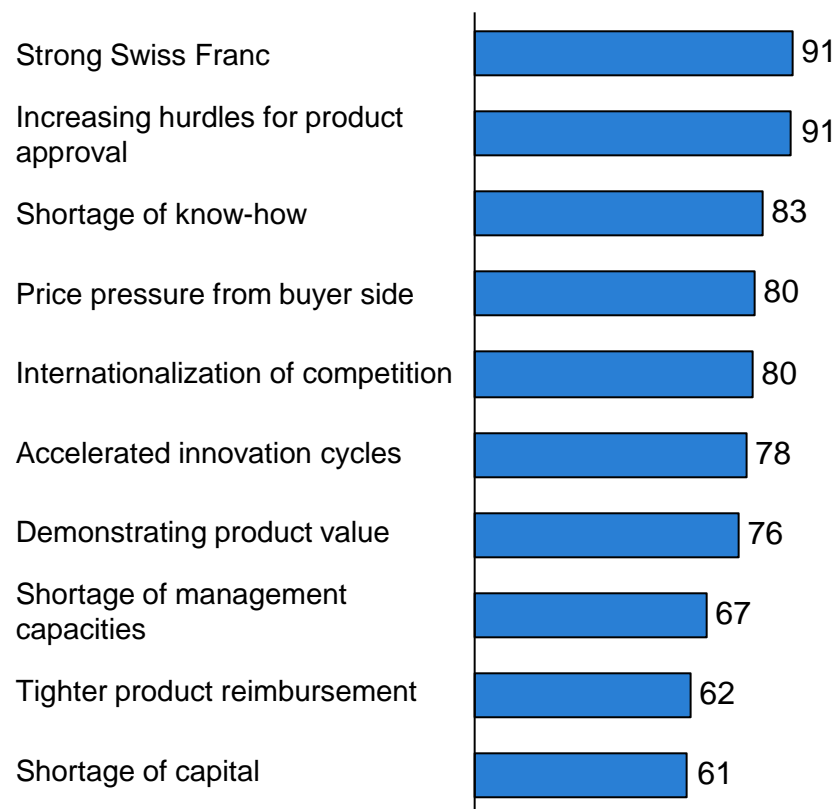 Strong Swiss Franc 91
Increasing hurdles for product
approval 91
Shortage of know-how 83
Price pressure from buyer side 80
Internationalization of competition 80
Accelerated innovation cycles 78
Demonstrating product value 76
Shortage of management
capacities 67
Tighter product reimbursement 62
Shortage of capital 61